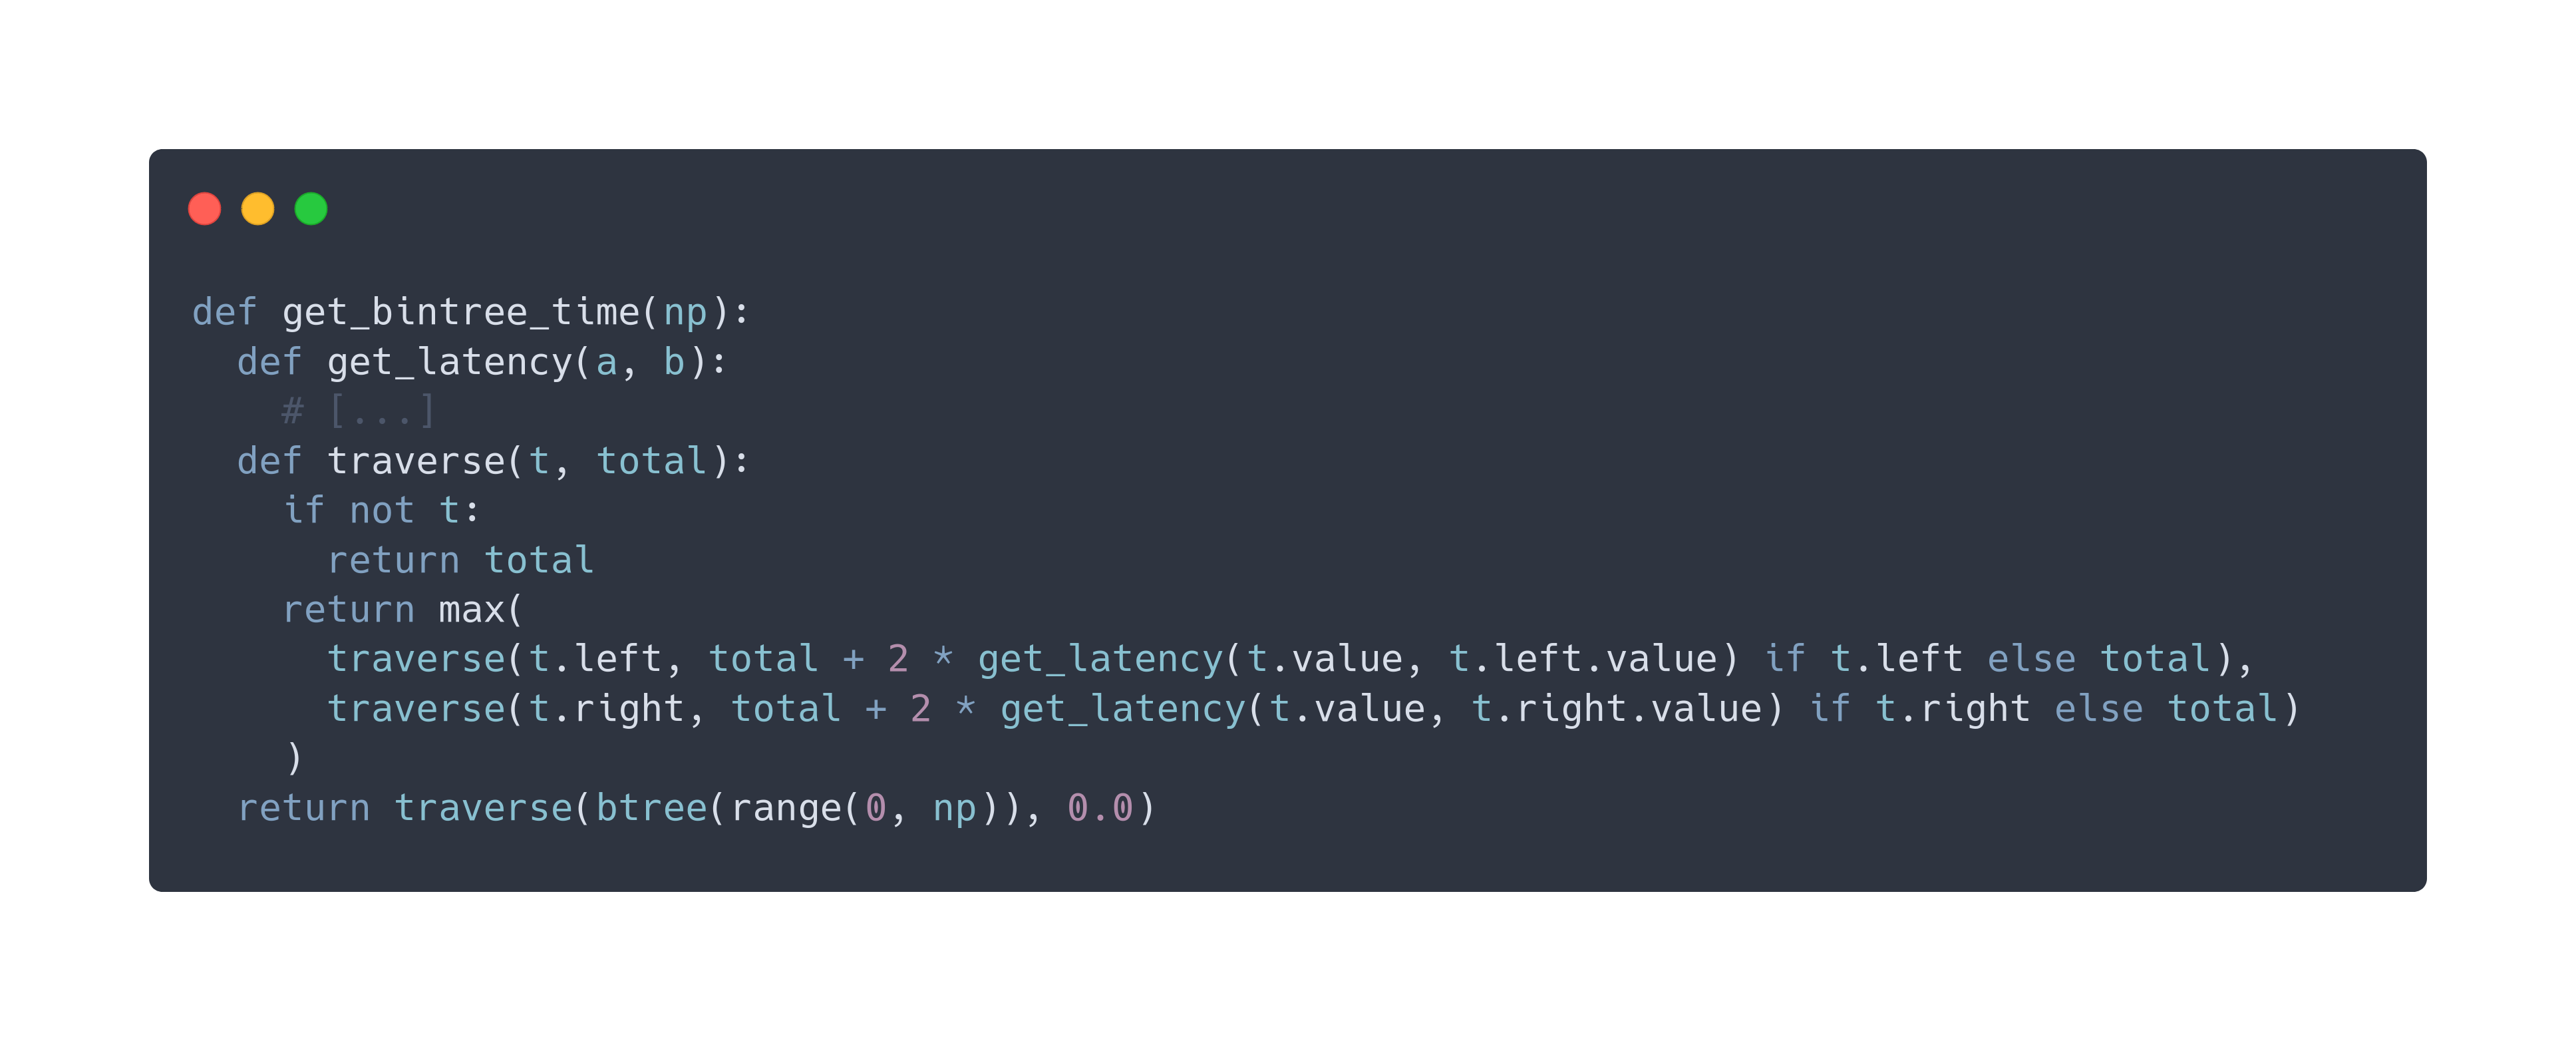 def get_bintree_time(np):
  def get_latency(a, b):
    # [...]
  def traverse(t, total):
    if not t:
      return total
    return max(
      traverse(t.left, total + 2 * get_latency(t.value, t.left.value) if t.left else total),
      traverse(t.right, total + 2 * get_latency(t.value, t.right.value) if t.right else total)
    )
  return traverse(btree(range(0, np)), 0.0)